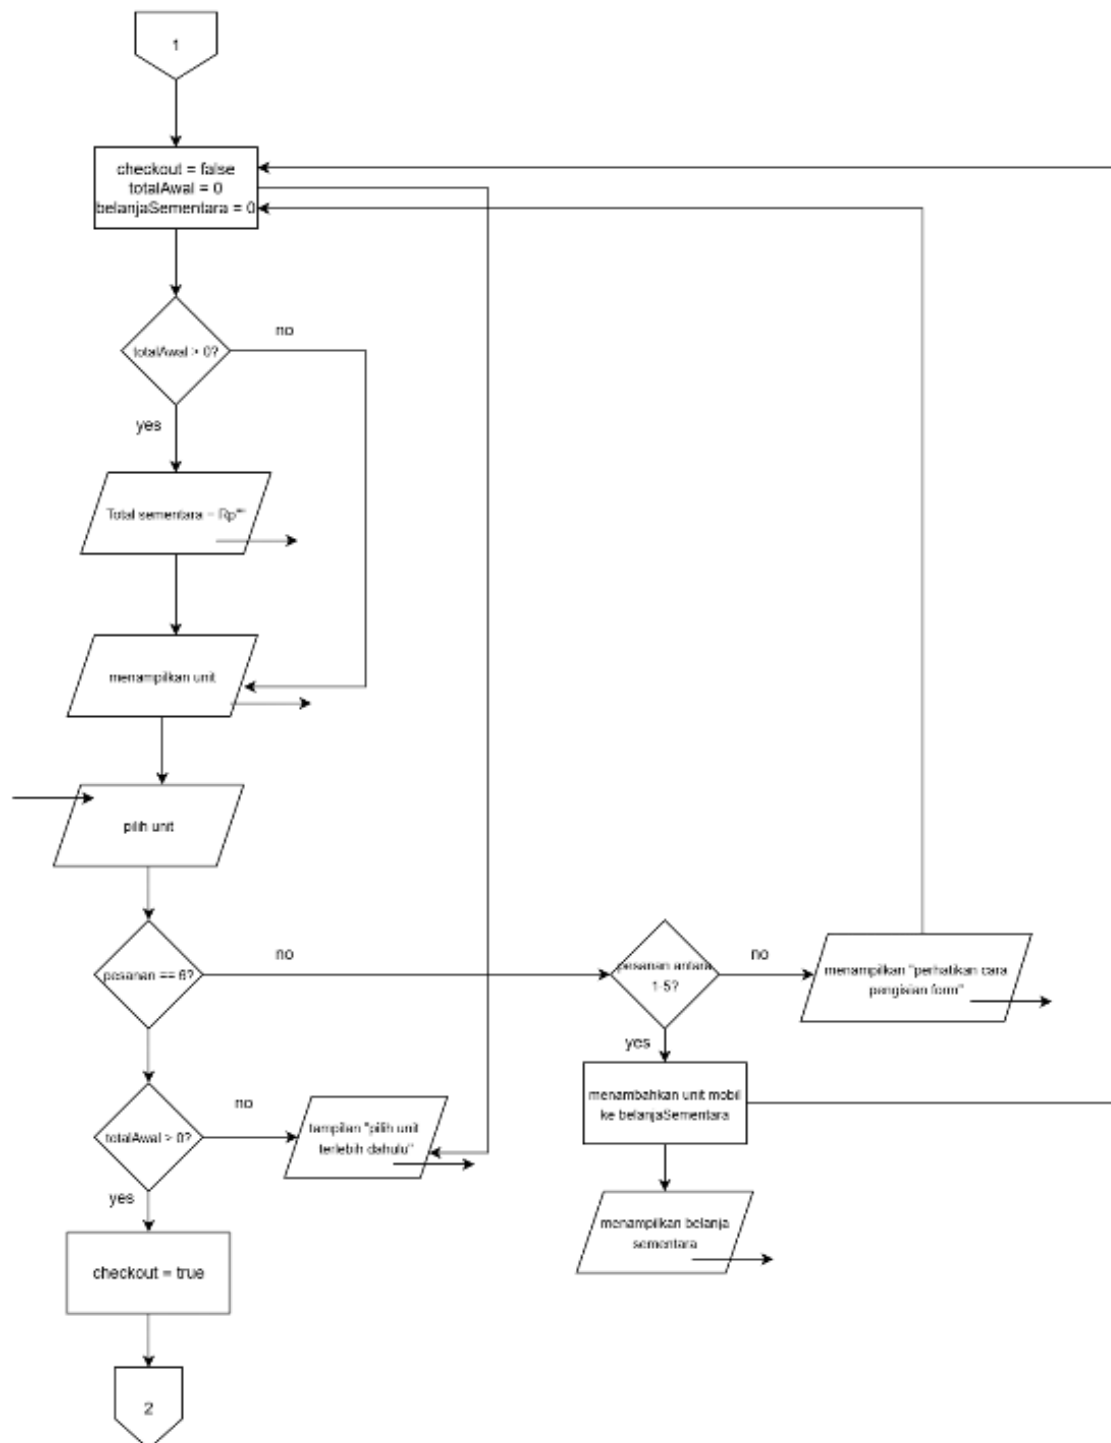 1
checkout = false
totalAwal = 0
belanjaSementara = 0
totalAwal > 0?
no
yes
Total sementara = Rp
menampilkan unit
pilih unit
pesanan == 6?
no
pesanan antara
1-5?
no
menampilkan "perhatikan cara
pengisian form"
yes
menambahkan unit mobil
ke belanjaSementara
menampilkan belanja
sementara
totalAwal > 0?
no
tampilan "pilih unit
terlebih dahulu"
yes
checkout = true
2